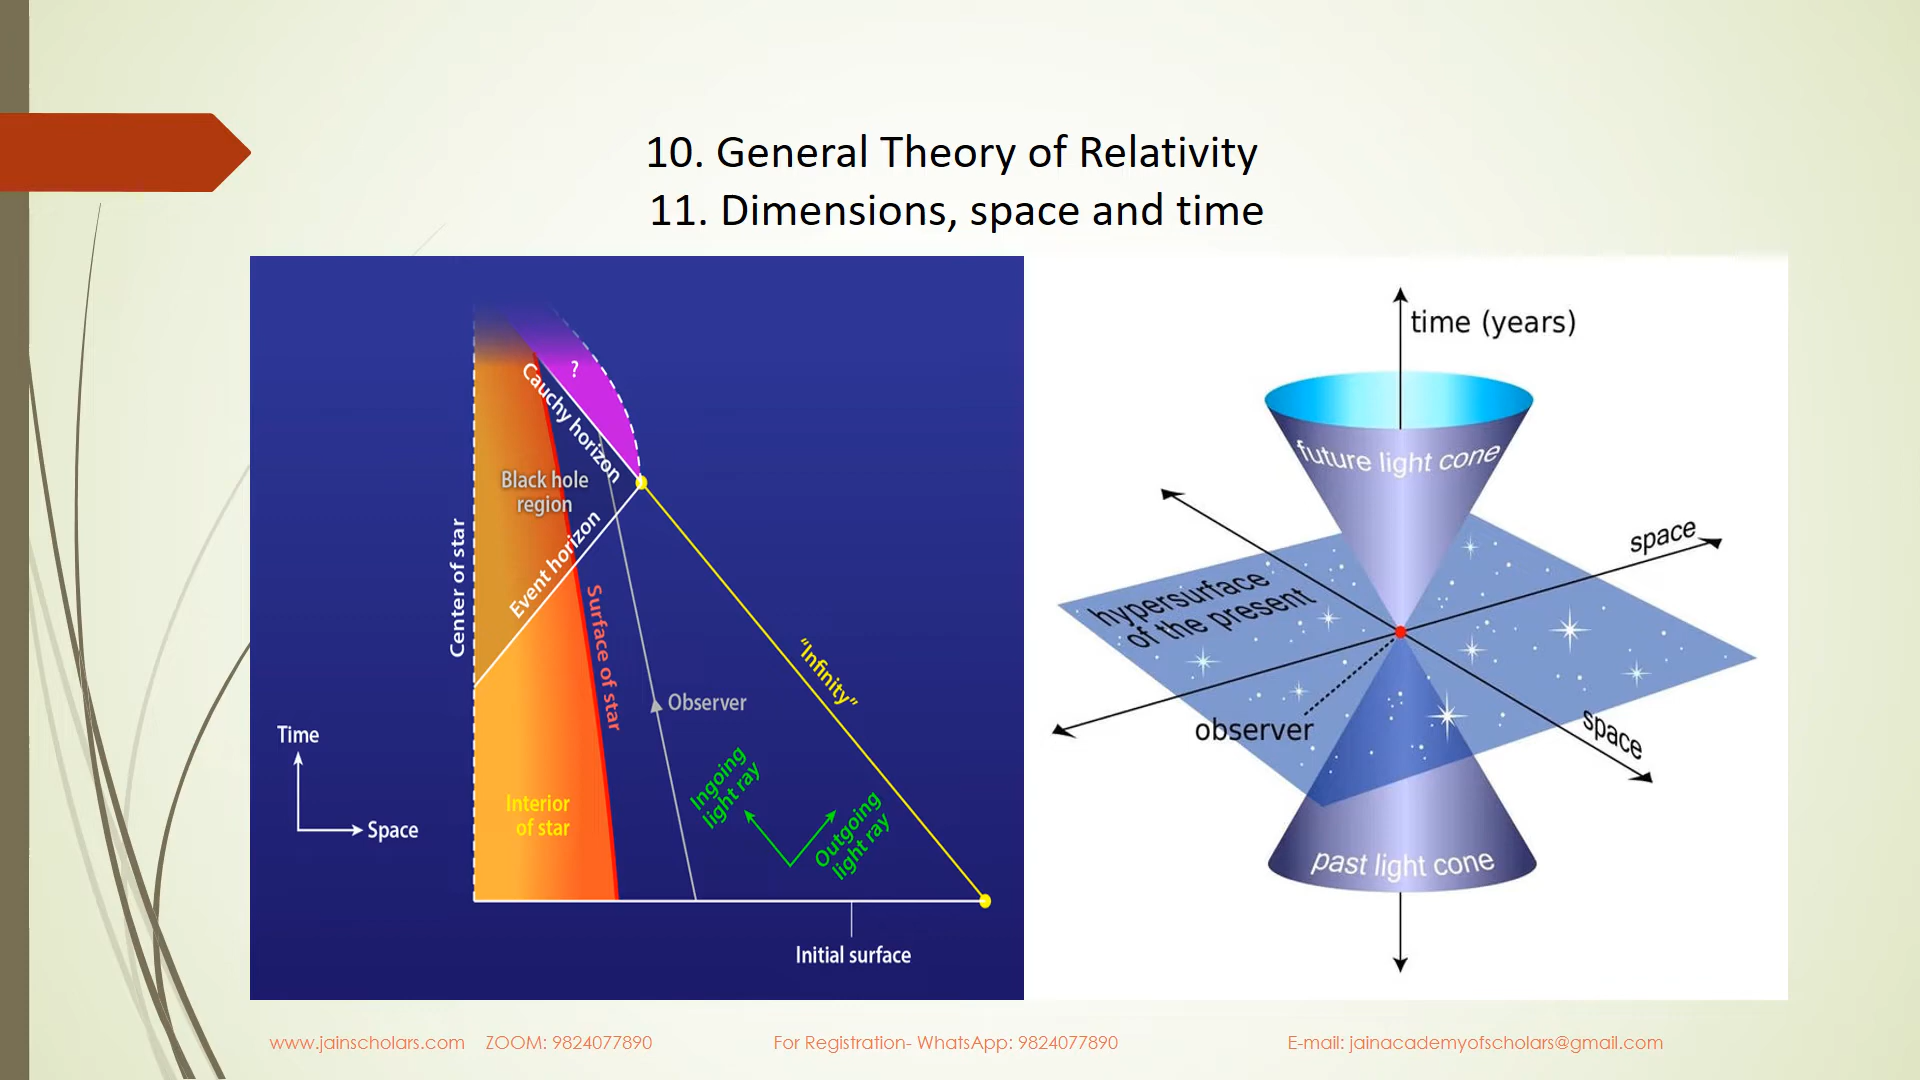 10. General Theory of Relativity
11. Dimensions, space and time
?
Cauchy horizon
Black hole
region
Event horizon
Center of star
Surface of star
"Infinity"
Observer
Time
Space
Ingoing
light ray
Outgoing
light ray
Interior
of star
Initial surface
time (years)
future light cone
space
hypersurface
of the present
observer
space
past light cone
www.jainscholars.com ZOOM: 9824077890 For Registration- WhatsApp: 9824077890 E-mail: jainacademyofscholars@gmail.com